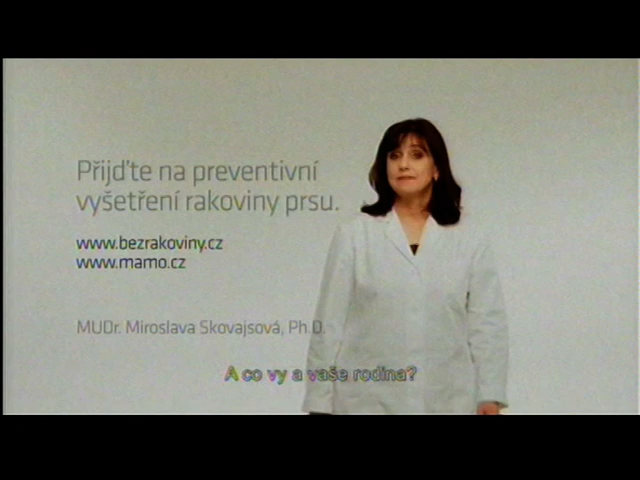 Přijďte na preventivní
vyšetření rakoviny prsu.
www.bezrakoviny.cz
www.mamo.cz
MUDr. Miroslava Skovajsová, Ph.D.
A co vy a vaše rodina?